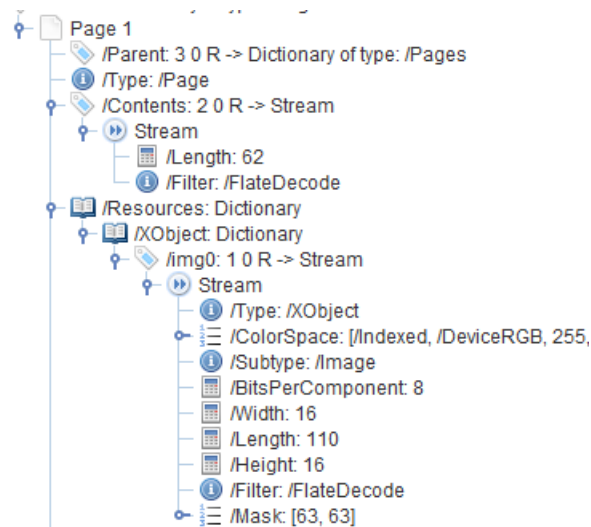 Page 1
/Parent: 3 0 R -> Dictionary of type: /Pages
/Type: /Page
/Contents: 2 0 R -> Stream
Stream
/Length: 62
/Filter: /FlateDecode
/Resources: Dictionary
/XObject: Dictionary
/img0: 1 0 R -> Stream
Stream
/Type: /XObject
/ColorSpace: [/Indexed, /DeviceRGB, 255,
/Subtype: /Image
/BitsPerComponent: 8
/Width: 16
/Length: 110
/Height: 16
/Filter: /FlateDecode
/Mask: [63, 63]